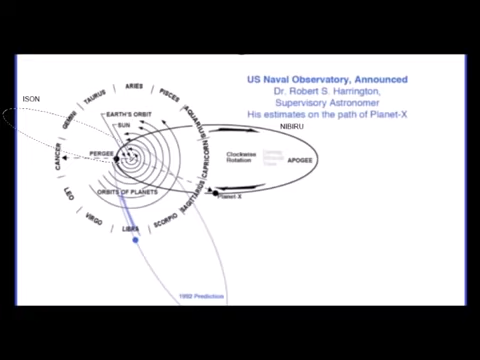 ISON
US Naval Observatory, Announced
Dr. Robert S. Harrington,
Supervisory Astronomer
His estimates on the path of Planet-X
NIBIRU
ARIES
TAURUS
PISCES
GEMINI
AQUARIUS
EARTH'S ORBIT
SUN
CANCER
PERGEE
CAPRICORN
Clockwise
Rotation
APOGEE
LEO
ORBITS OF PLANETS
SAGITTARIUS
Planet X
VIRGO
LIBRA
SCORPIO
1992 Prediction